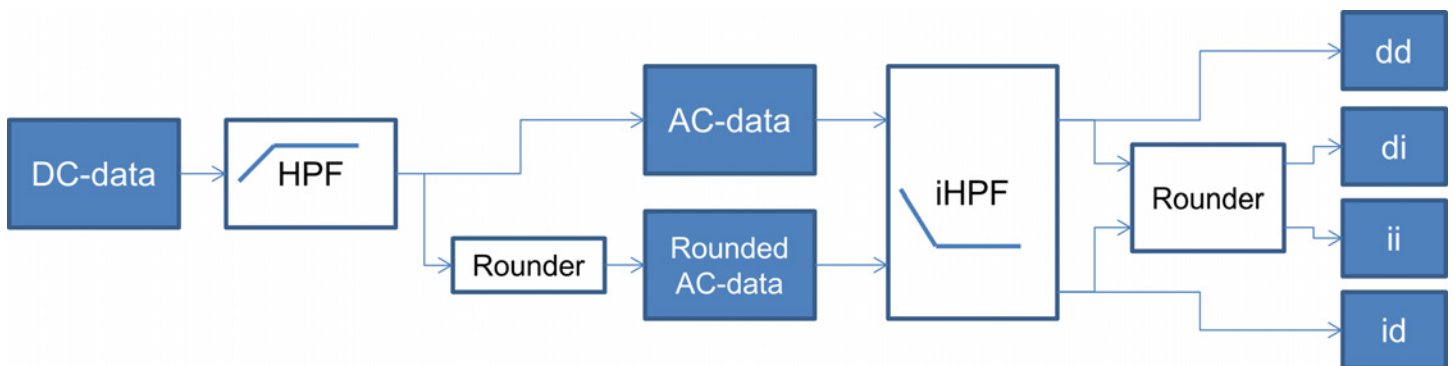 DC-data
HPF
Rounder
AC-data
Rounded
AC-data
iHPF
Rounder
dd
di
ii
id